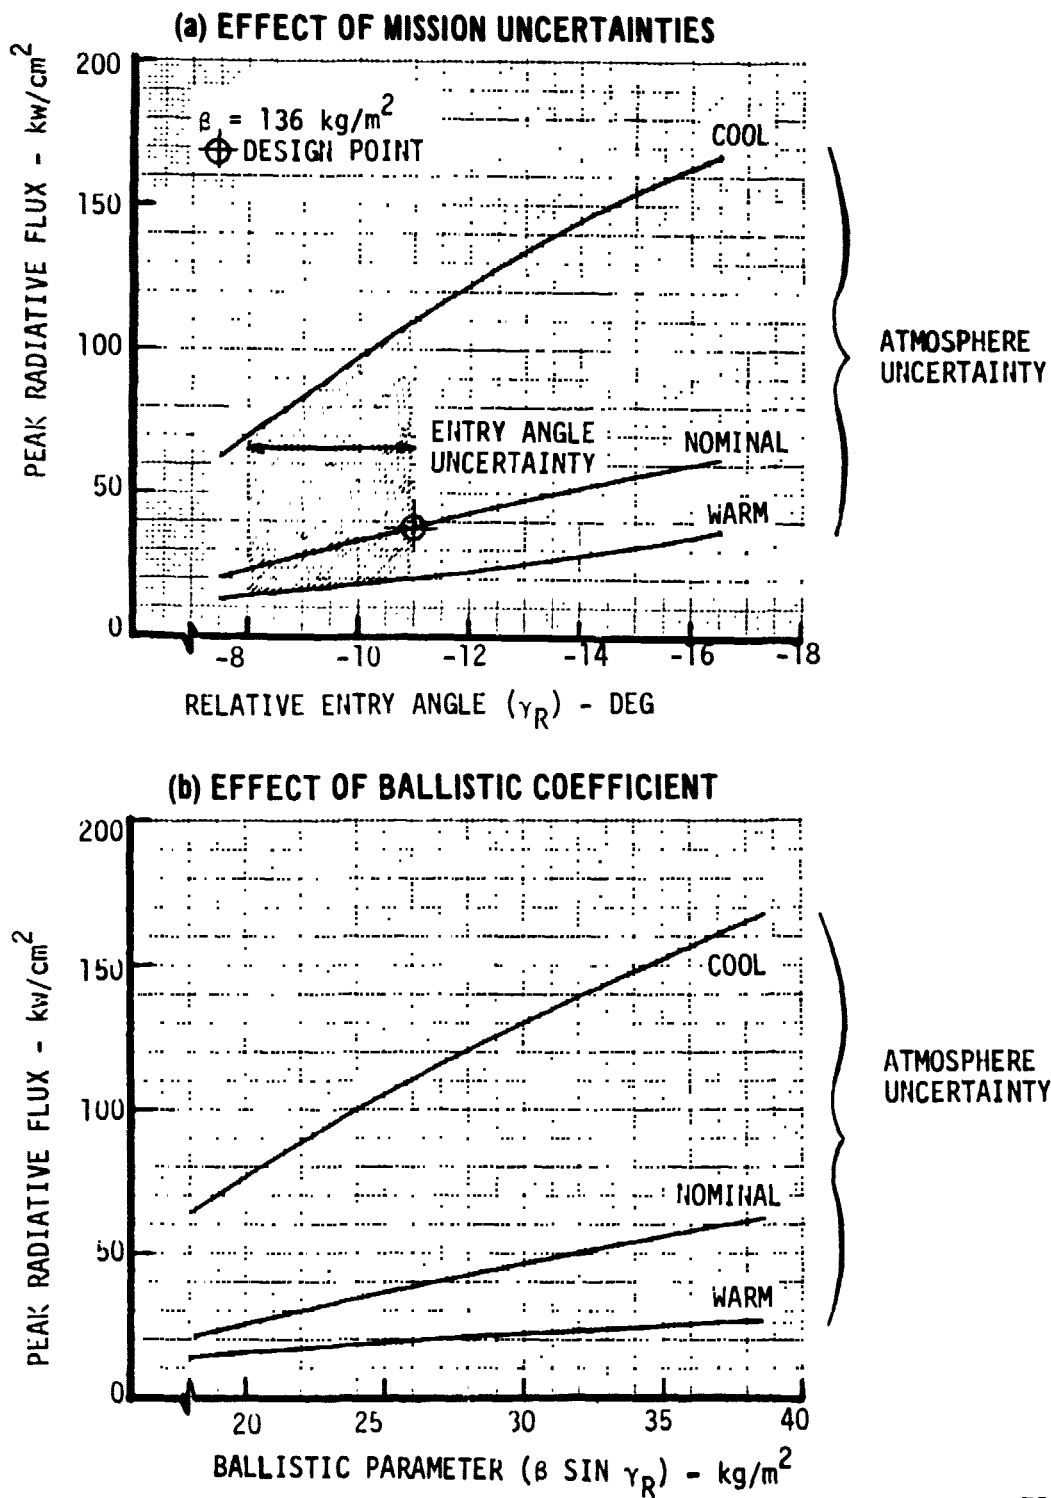 (a) EFFECT OF MISSION UNCERTAINTIES
PEAK RADIATIVE FLUX - kw/cm²
200
150
100
50
0
β = 136 kg/m²
DESIGN POINT
COOL
ENTRY ANGLE
UNCERTAINTY
NOMINAL
WARM
ATMOSPHERE
UNCERTAINTY
-8 -10 -12 -14 -16 -18
RELATIVE ENTRY ANGLE (γR) - DEG
(b) EFFECT OF BALLISTIC COEFFICIENT
PEAK RADIATIVE FLUX - kw/cm²
200
150
100
50
0
COOL
NOMINAL
WARM
ATMOSPHERE
UNCERTAINTY
20 25 30 35 40
BALLISTIC PARAMETER (β SIN γR) - kg/m²